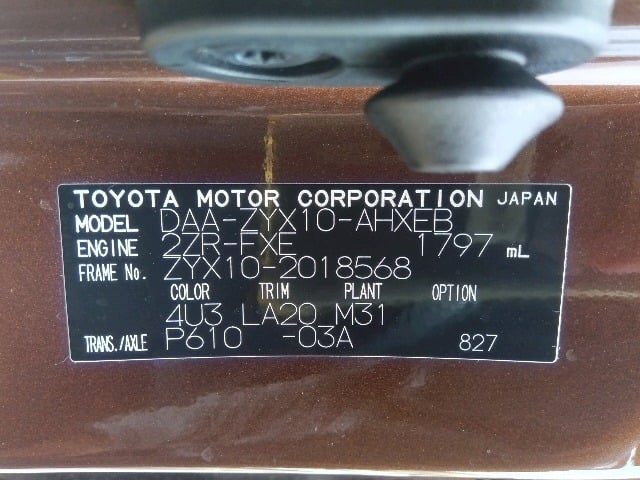 TOYOTA MOTOR CORPORATION JAPAN
MODEL DAA-ZYX10-AHXEB
ENGINE 2ZR-FXE 1797 mL
FRAME No. ZYX10-2018568
COLOR TRIM PLANT OPTION
4U3 LA20 M31
TRANS./AXLE P610 -03A 827